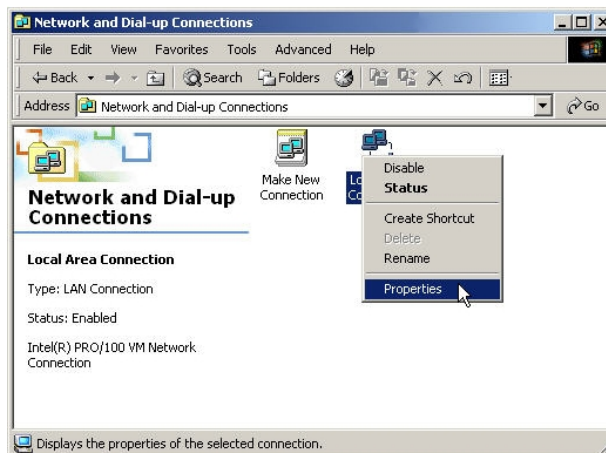 Network and Dial-up Connections
File Edit View Favorites Tools Advanced Help
Back Search Folders
Address Network and Dial-up Connections Go
Network and Dial-up
Connections
Local Area Connection
Type: LAN Connection
Status: Enabled
Intel(R) PRO/100 VM Network
Connection
Make New
Connection
Disable
Status
Create Shortcut
Delete
Rename
Properties
Displays the properties of the selected connection.